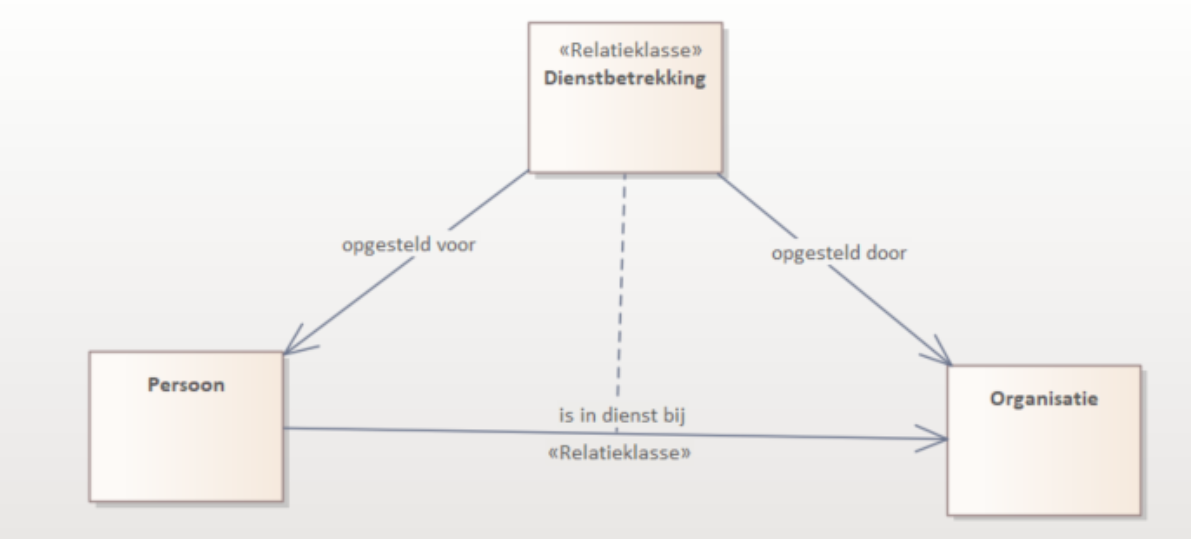 «Relatieklasse»
Dienstbetrekking
opgesteld voor
opgesteld door
Persoon
Organisatie
is in dienst bij
«Relatieklasse»